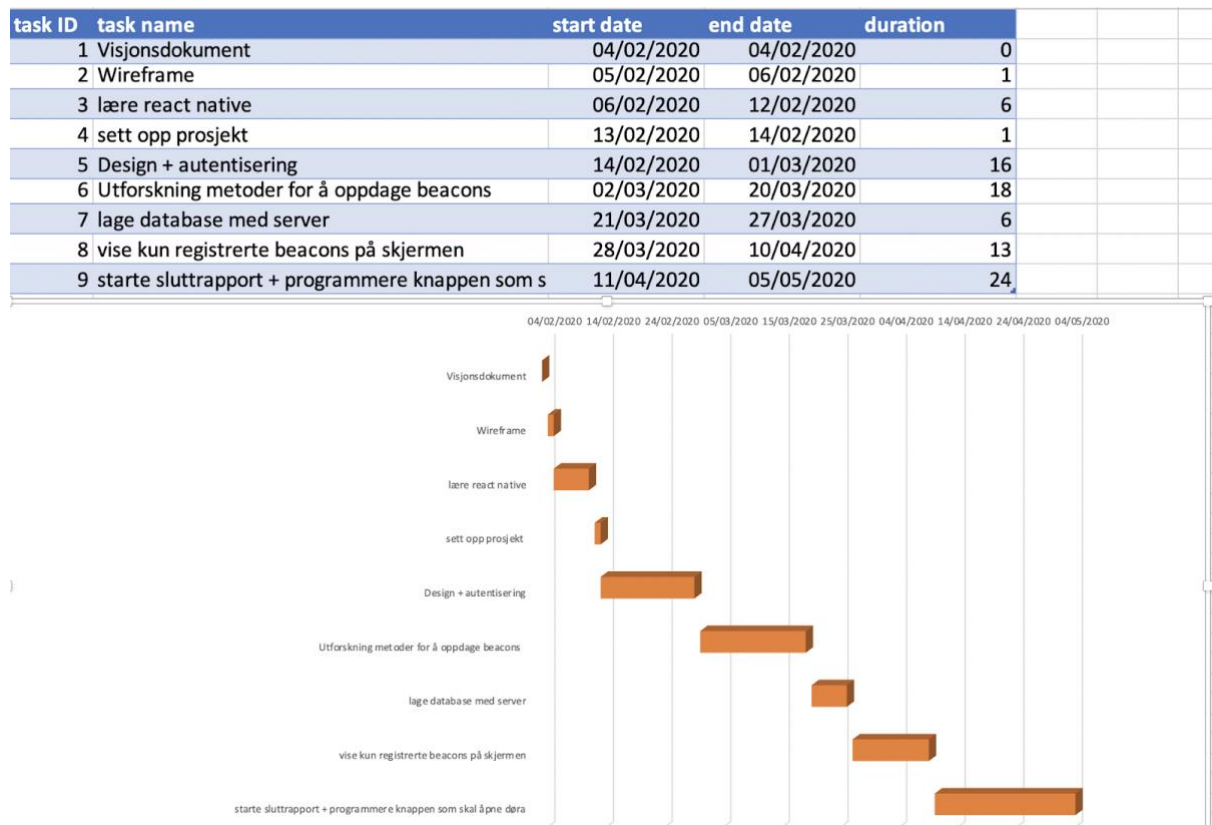 task ID task name start date end date duration
1 Visjonsdokument 04/02/2020 04/02/2020 0
2 Wireframe 05/02/2020 06/02/2020 1
3 lære react native 06/02/2020 12/02/2020 6
4 sett opp prosjekt 13/02/2020 14/02/2020 1
5 Design + autentisering 14/02/2020 01/03/2020 16
6 Utforskning metoder for å oppdage beacons 02/03/2020 20/03/2020 18
7 lage database med server 21/03/2020 27/03/2020 6
8 vise kun registrerte beacons på skjermen 28/03/2020 10/04/2020 13
9 starte sluttrapport + programmere knappen som s 11/04/2020 05/05/2020 24
04/02/2020 14/02/2020 24/02/2020 05/03/2020 15/03/2020 25/03/2020 04/04/2020 14/04/2020 24/04/2020 04/05/2020
Visjonsdokument
Wireframe
lære react native
sett opp prosjekt
Design + autentisering
Utforskning metoder for å oppdage beacons
lage database med server
vise kun registrerte beacons på skjermen
starte sluttrapport + programmere knappen som skal åpne døra